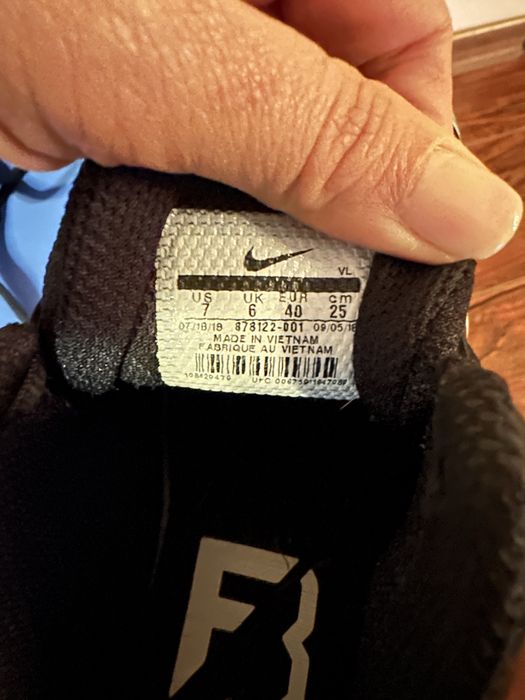 VL
US UK EUR cm
7 6 40 25
07/18/18 878122-001 09/05/18
MADE IN VIETNAM
FABRIQUE AU VIETNAM